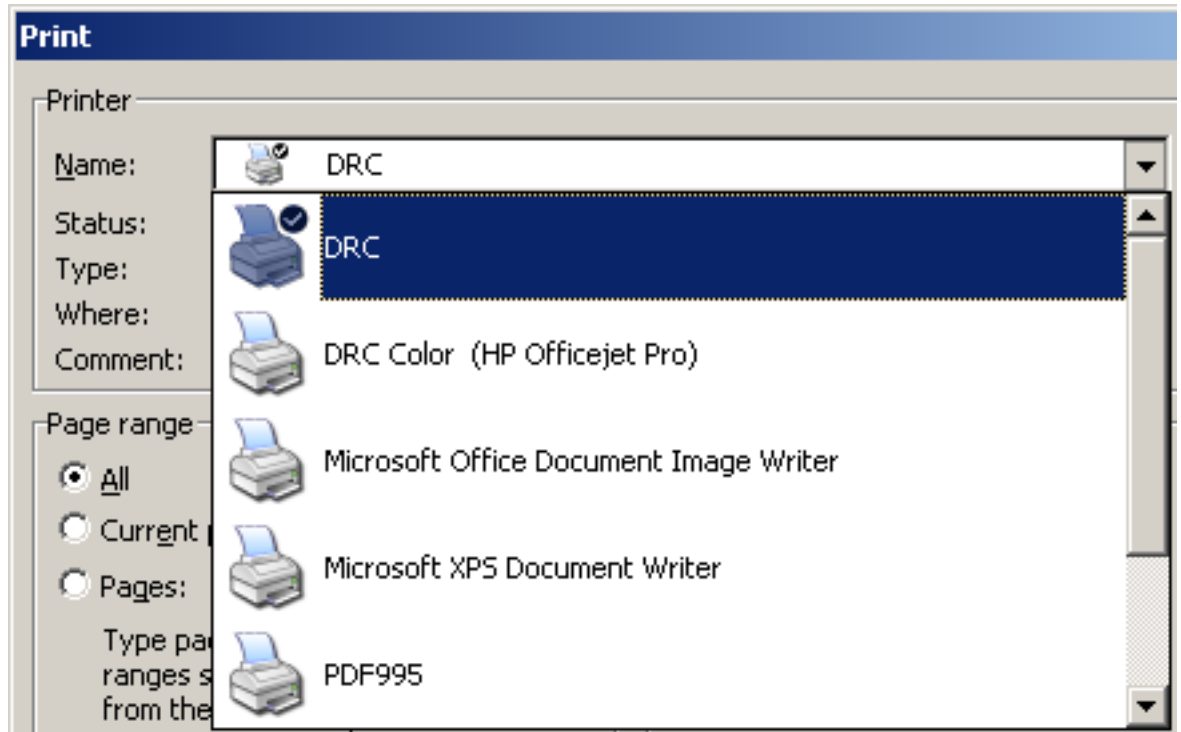 Print
Printer
Name:
DRC
Status:
DRC
Type:
Where:
DRC Color (HP Officejet Pro)
Comment:
Page range
All
Microsoft Office Document Image Writer
Current
Microsoft XPS Document Writer
Pages:
Type
ranges
PDF995
from the